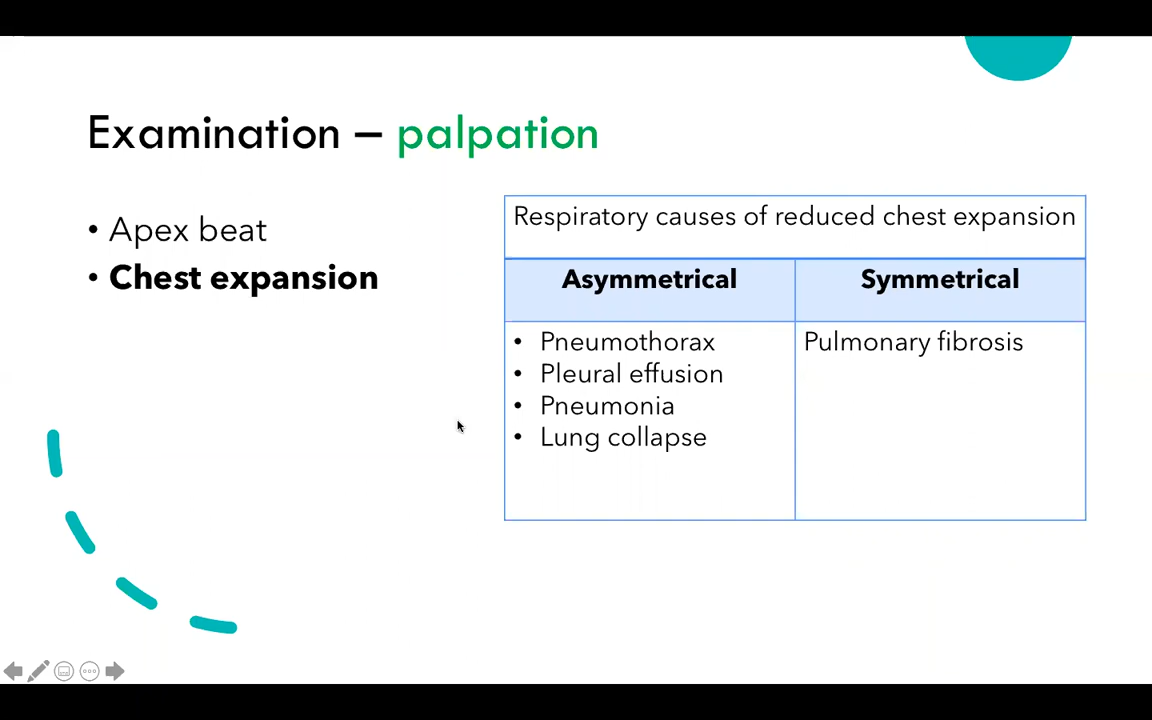 Examination – palpation
• Apex beat
• Chest expansion
Respiratory causes of reduced chest expansion
Asymmetrical
Symmetrical
• Pneumothorax
• Pleural effusion
• Pneumonia
• Lung collapse
Pulmonary fibrosis